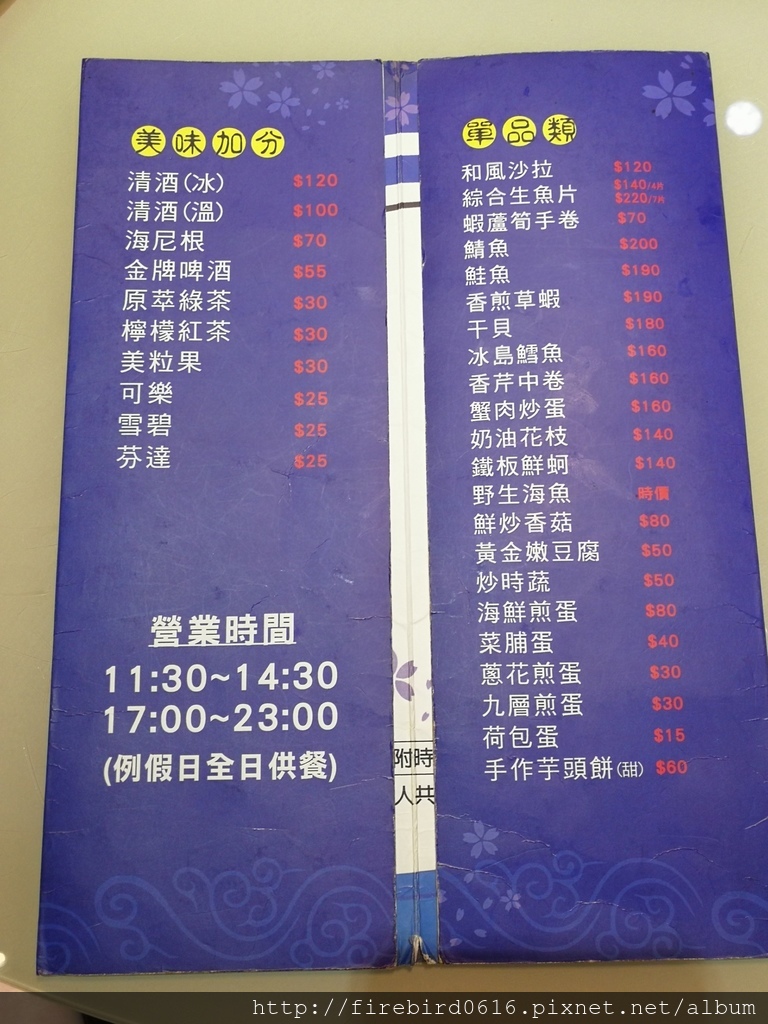 美味加分
清酒(冰) $120
清酒(溫) $100
海尼根 $70
金牌啤酒 $55
原萃綠茶 $30
檸檬紅茶 $30
美粒果 $30
可樂 $25
雪碧 $25
芬達 $25
營業時間
11:30~14:30
17:00~23:00
(例假日全日供餐)
附時
人共
單品類
和風沙拉 $120
綜合生魚片 $140/4片 $220/7片
蝦蘆筍手卷 $70
鯖魚 $200
鮭魚 $190
香煎草蝦 $190
干貝 $180
冰島鱈魚 $160
香芹中卷 $160
蟹肉炒蛋 $160
奶油花枝 $140
鐵板鮮蚵 $140
野生海魚 時價
鮮炒香菇 $80
黃金嫩豆腐 $50
炒時蔬 $50
海鮮煎蛋 $80
菜脯蛋 $40
蔥花煎蛋 $30
九層煎蛋 $30
荷包蛋 $15
手作芋頭餅(甜) $60
http://firebird0616.pixnet.net/album